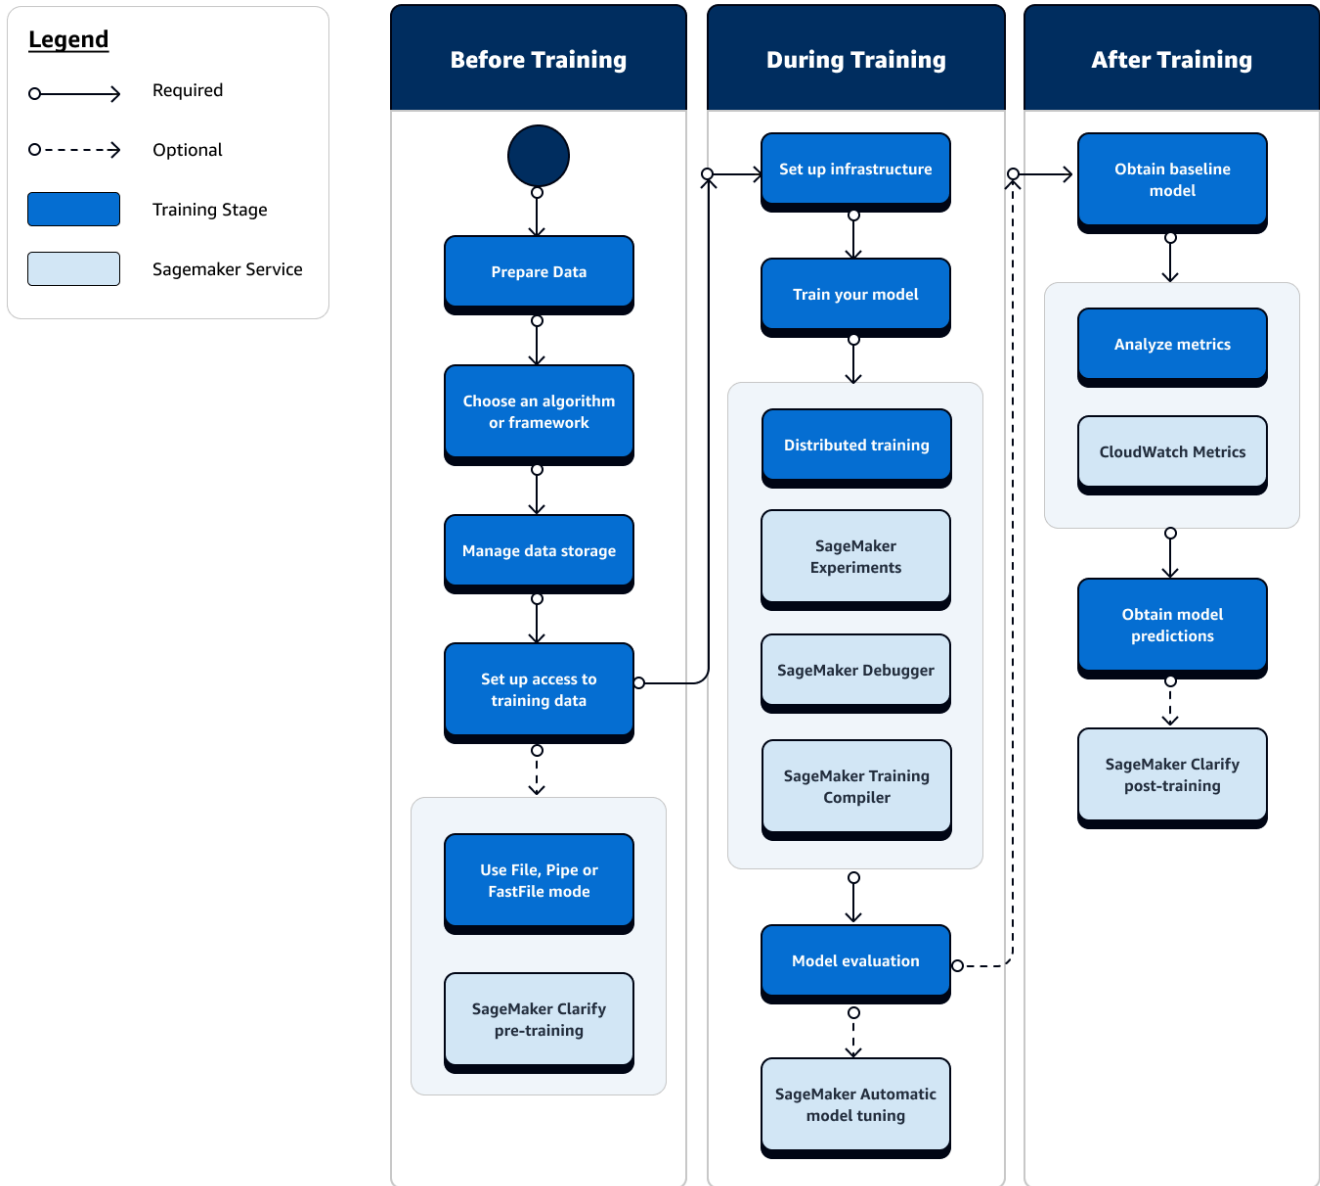 Legend
Required
Optional
Training Stage
Sagemaker Service
Before Training
Prepare Data
Choose an algorithm
or framework
Manage data storage
Set up access to
training data
Use File, Pipe or
FastFile mode
SageMaker Clarify
pre-training
During Training
Set up infrastructure
Train your model
Distributed training
SageMaker
Experiments
SageMaker Debugger
SageMaker Training
Compiler
Model evaluation
SageMaker Automatic
model tuning
After Training
Obtain baseline
model
Analyze metrics
CloudWatch Metrics
Obtain model
predictions
SageMaker Clarify
post-training